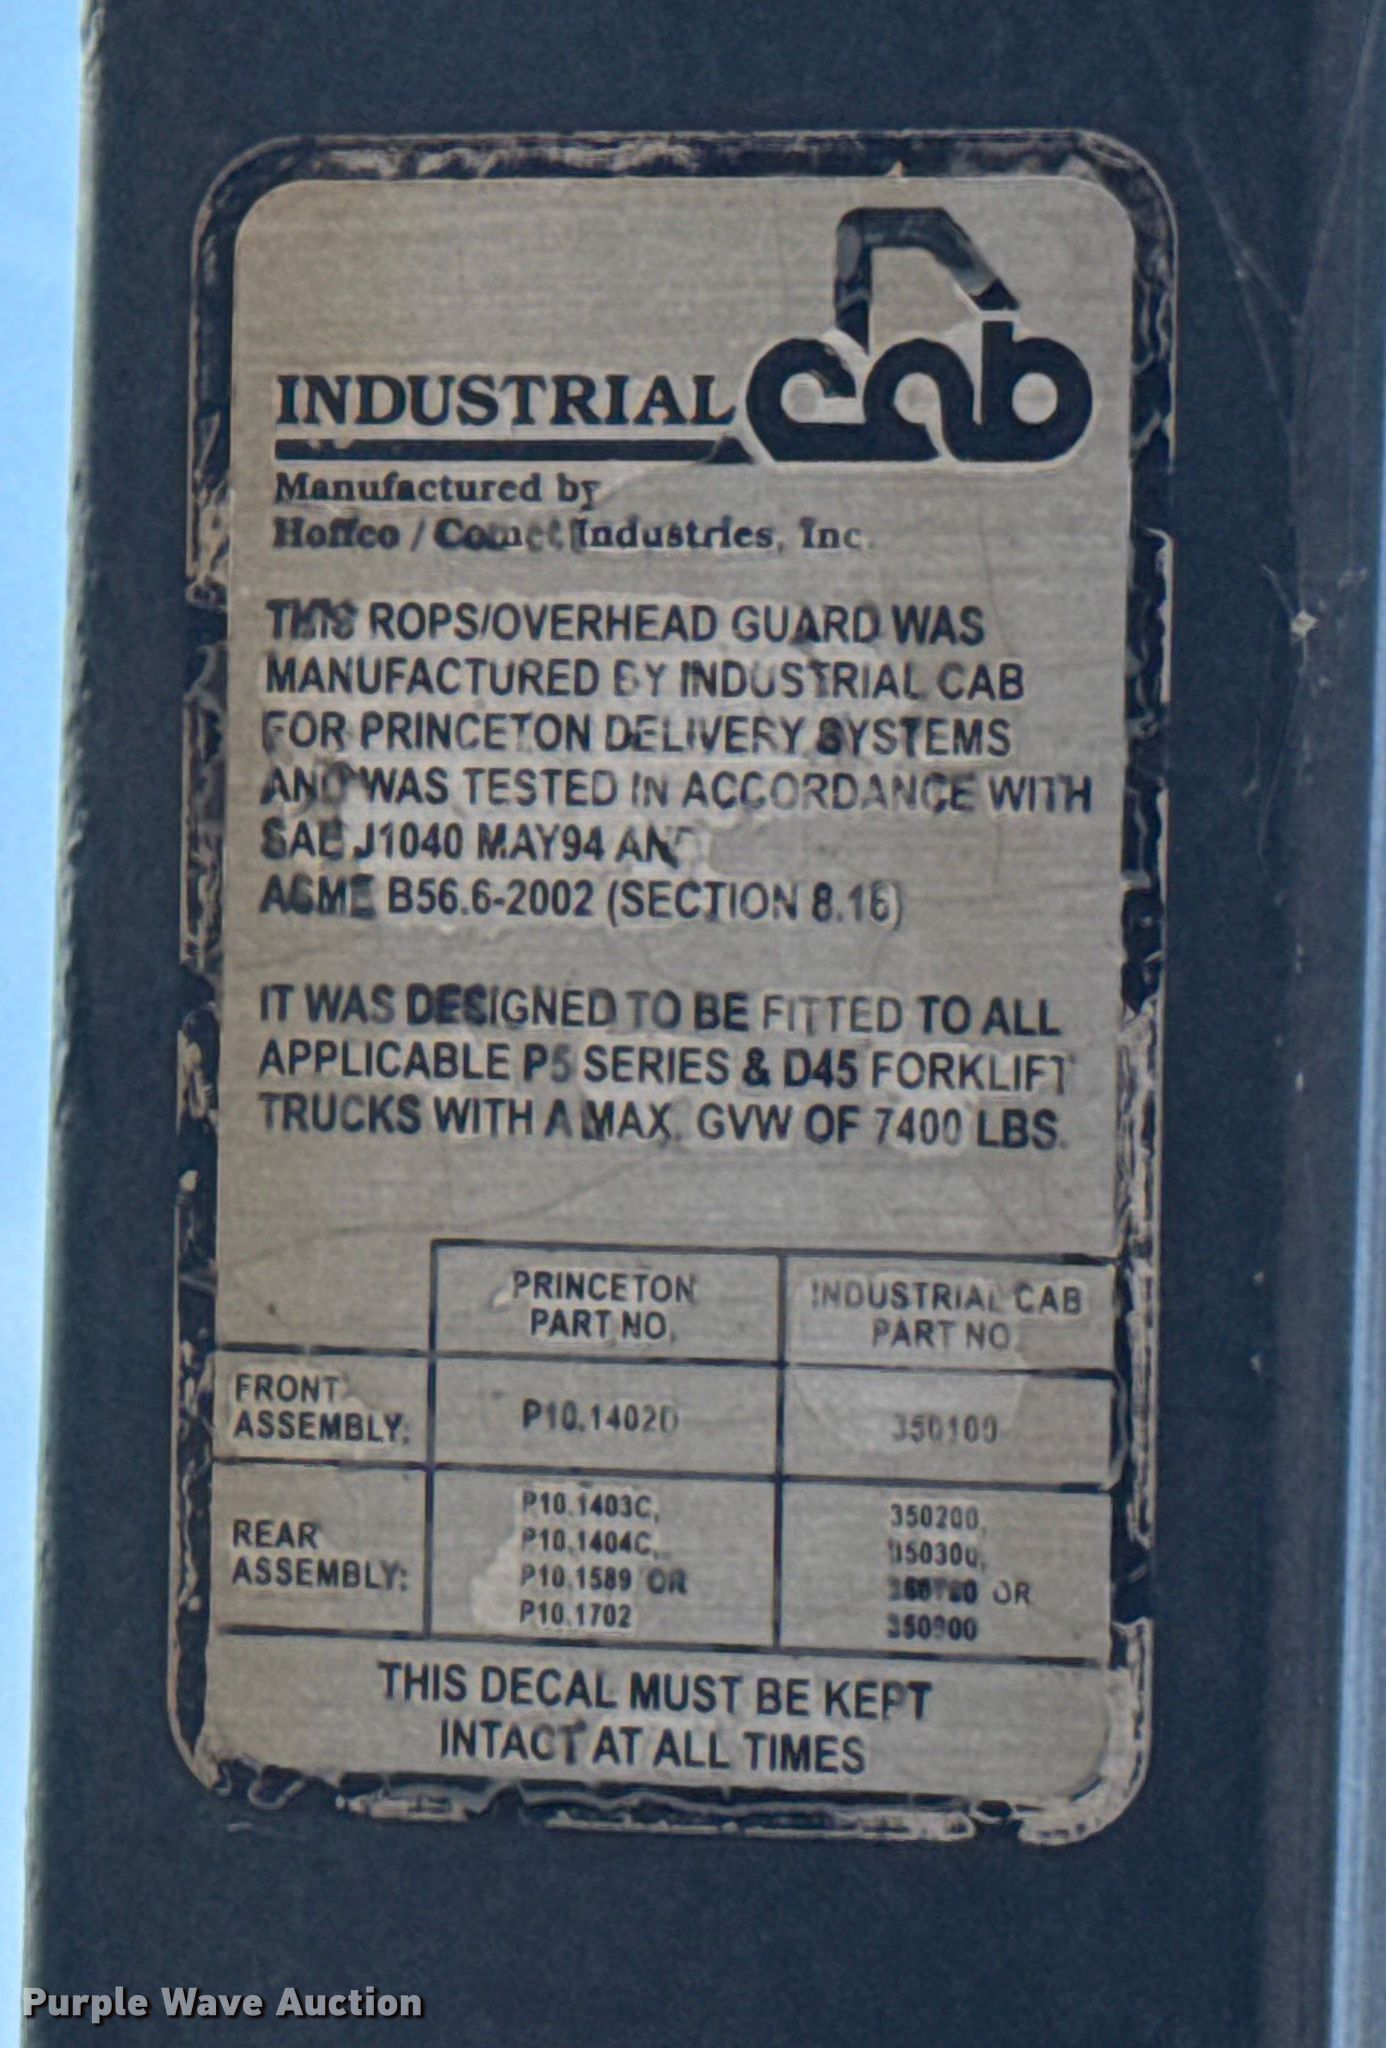 INDUSTRIAL cab
Manufactured by
Hoffco / Comet Industries, Inc.
THIS ROPS/OVERHEAD GUARD WAS
MANUFACTURED BY INDUSTRIAL CAB
FOR PRINCETON DELIVERY SYSTEMS
AND WAS TESTED IN ACCORDANCE WITH
SAE J1040 MAY94 AND
ASME B56.6-2002 (SECTION 8.16)
IT WAS DESIGNED TO BE FITTED TO ALL
APPLICABLE P5 SERIES & D45 FORKLIFT
TRUCKS WITH A MAX. GVW OF 7400 LBS.
PRINCETON
PART NO.
INDUSTRIAL CAB
PART NO.
FRONT
ASSEMBLY:
P10.1402D
350100
REAR
ASSEMBLY:
P10.1403C,
P10.1404C,
P10.1589 OR
P10.1702
350200,
350300,
OR
THIS DECAL MUST BE KEPT
INTACT AT ALL TIMES
Purple Wave Auction